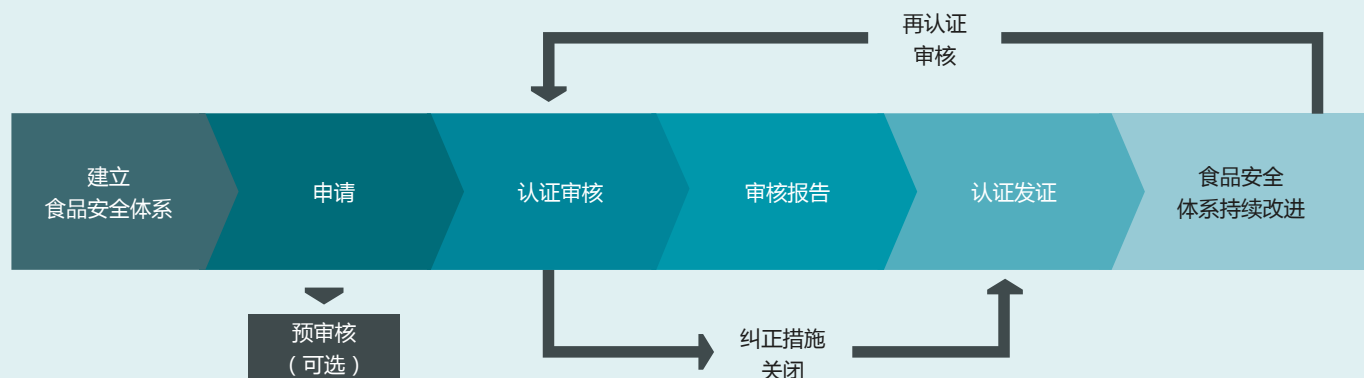 再认证
审核
建立
食品安全体系
申请
认证审核
审核报告
认证发证
食品安全
体系持续改进
预审核
（可选）
纠正措施
关闭